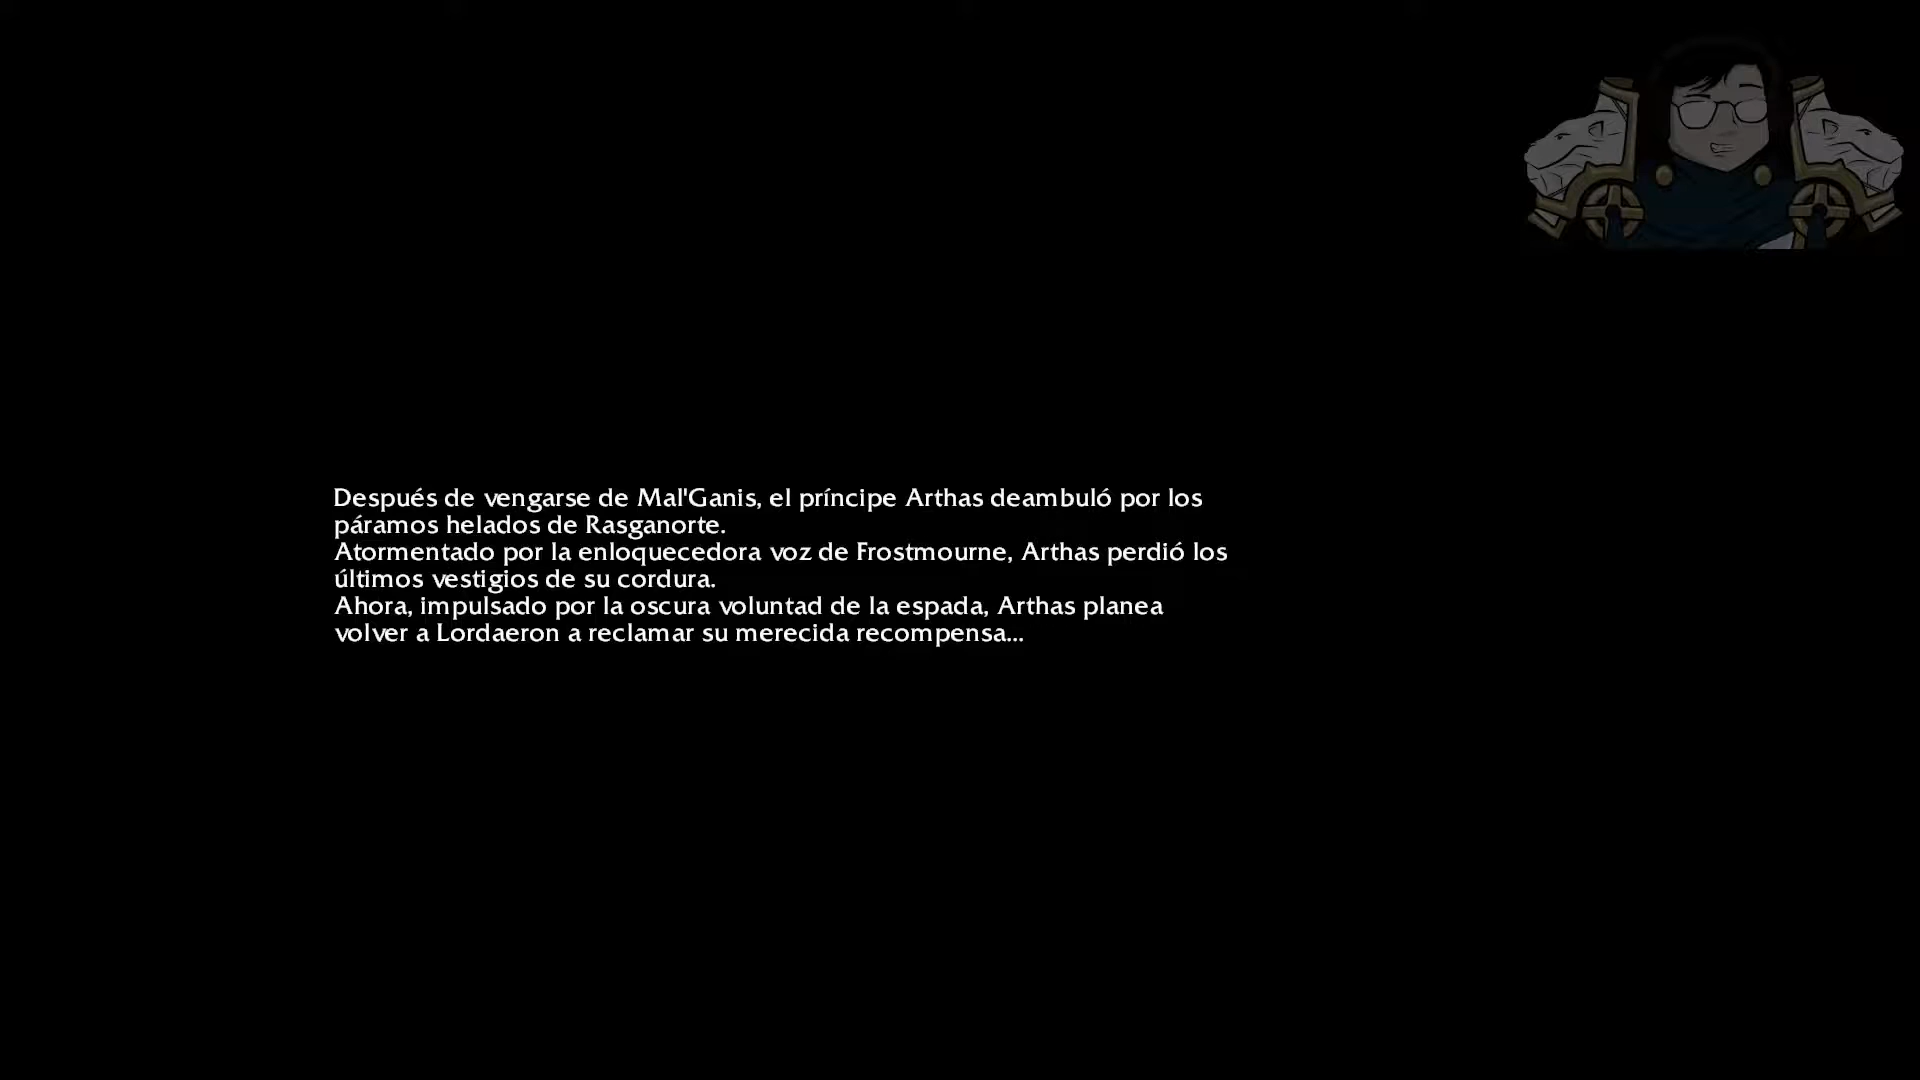 Después de vengarse de Mal'Ganis, el príncipe Arthas deambuló por los
páramos helados de Rasganorte.
Atormentado por la enloquecedora voz de Frostmourne, Arthas perdió los
últimos vestigios de su cordura.
Ahora, impulsado por la oscura voluntad de la espada, Arthas planea
volver a Lordaeron a reclamar su merecida recompensa...